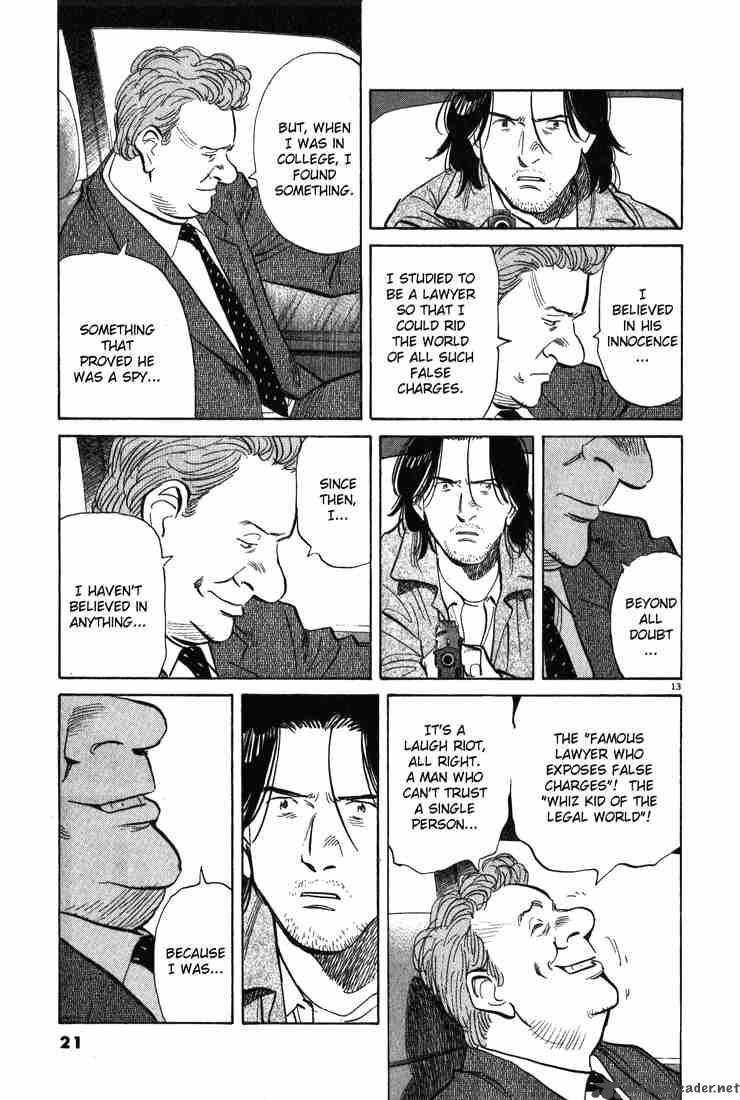 I
BELIEVED
IN HIS
INNOCENCE
...
I STUDIED TO
BE A LAWYER
SO THAT I
COULD RID
THE WORLD
OF ALL SUCH
FALSE
CHARGES.
BUT, WHEN
I WAS IN
COLLEGE, I
FOUND
SOMETHING.
SOMETHING
THAT
PROVED HE
WAS A SPY...
BEYOND
ALL
DOUBT
...
SINCE
THEN,
I...
I HAVEN'T
BELIEVED IN
ANYTHING...
13
THE "FAMOUS
LAWYER WHO
EXPOSES FALSE
CHARGES"! THE
"WHIZ KID OF THE
LEGAL WORLD"!
IT'S A
LAUGH RIOT,
ALL RIGHT.
A MAN WHO
CAN'T TRUST
A SINGLE
PERSON...
BECAUSE
I WAS...
21
eader.net